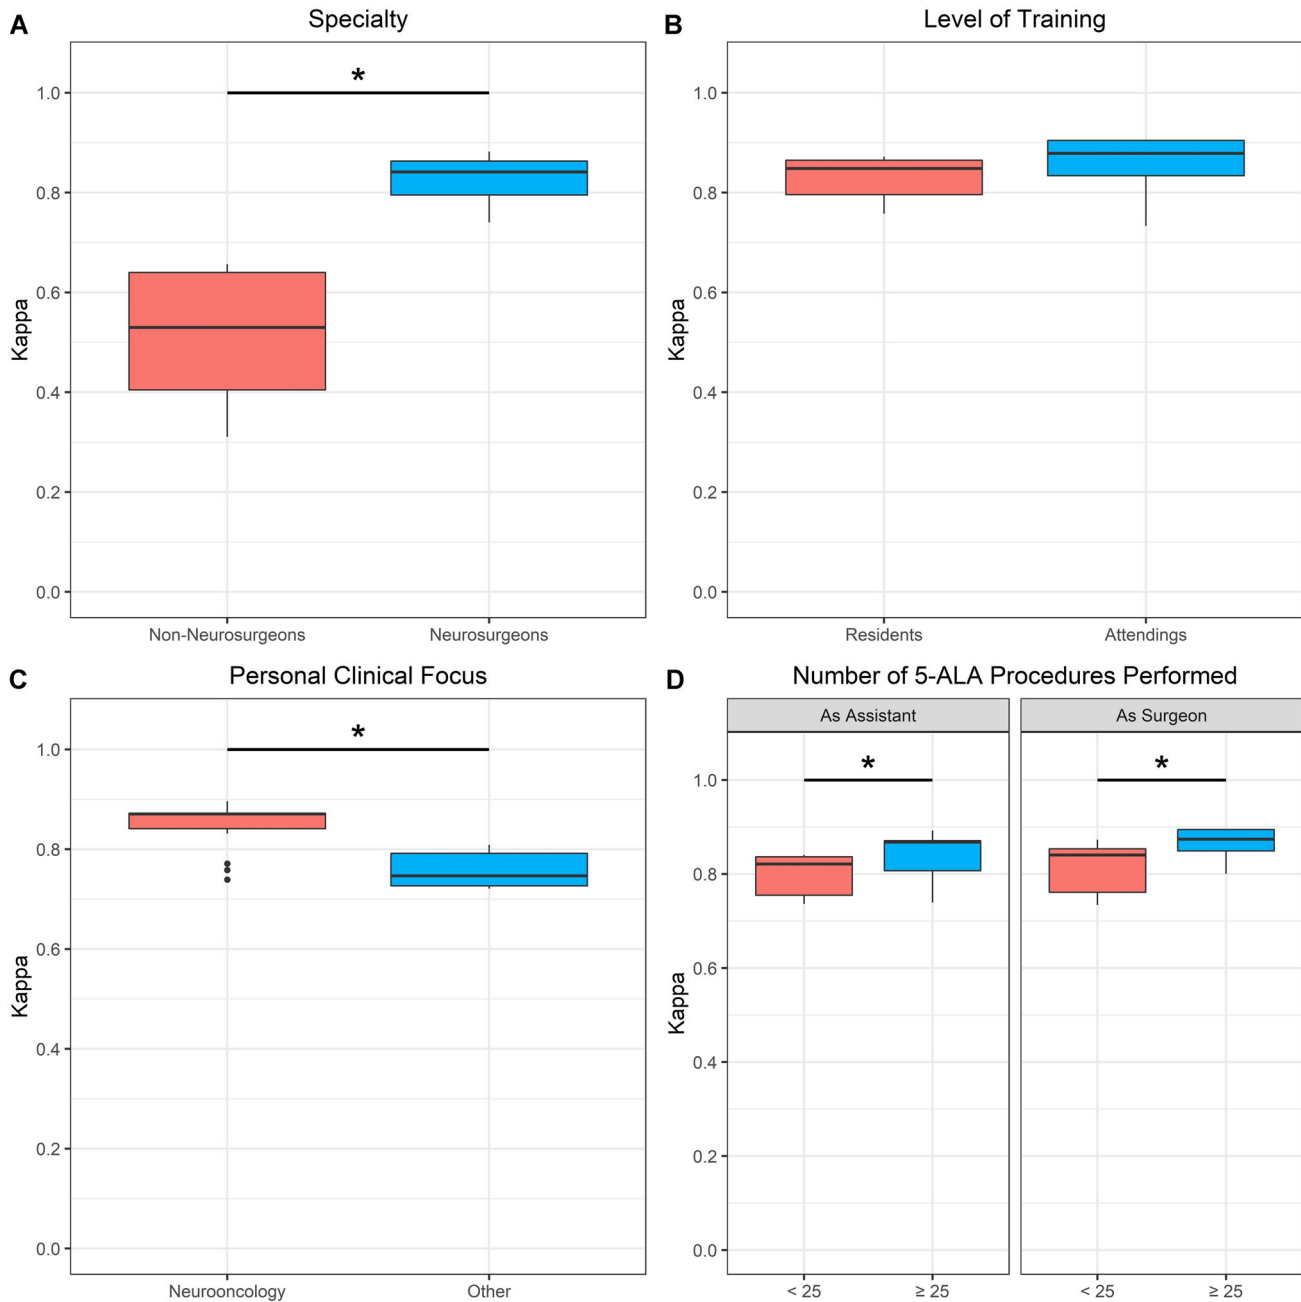 A
Specialty
*
1.0
0.8
0.6
0.4
0.2
0.0
Kappa
Non-Neurosurgeons
Neurosurgeons
B
Level of Training
1.0
0.8
0.6
0.4
0.2
0.0
Kappa
Residents
Attendings
C
Personal Clinical Focus
*
1.0
0.8
0.6
0.4
0.2
0.0
Kappa
Neurooncology
Other
D
Number of 5-ALA Procedures Performed
As Assistant
As Surgeon
*
*
1.0
0.8
0.6
0.4
0.2
0.0
Kappa
< 25
≥ 25
< 25
≥ 25